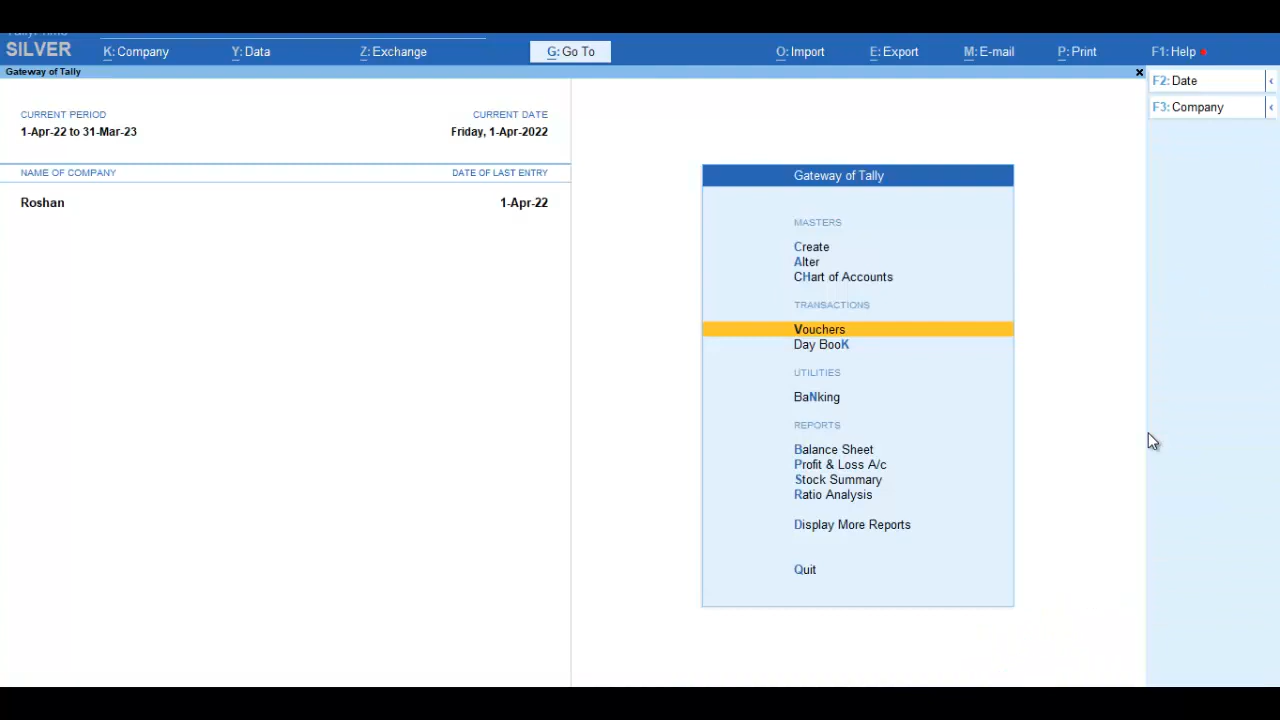 SILVER
K: Company
Y: Data
Z: Exchange
G: Go To
O: Import
E: Export
M: E-mail
P: Print
F1: Help
Gateway of Tally
F2: Date
F3: Company
CURRENT PERIOD
CURRENT DATE
1-Apr-22 to 31-Mar-23
Friday, 1-Apr-2022
NAME OF COMPANY
DATE OF LAST ENTRY
Roshan
1-Apr-22
Gateway of Tally
MASTERS
Create
Alter
CHart of Accounts
TRANSACTIONS
Vouchers
Day BooK
UTILITIES
BaNking
REPORTS
Balance Sheet
Profit & Loss A/c
Stock Summary
Ratio Analysis
Display More Reports
Quit